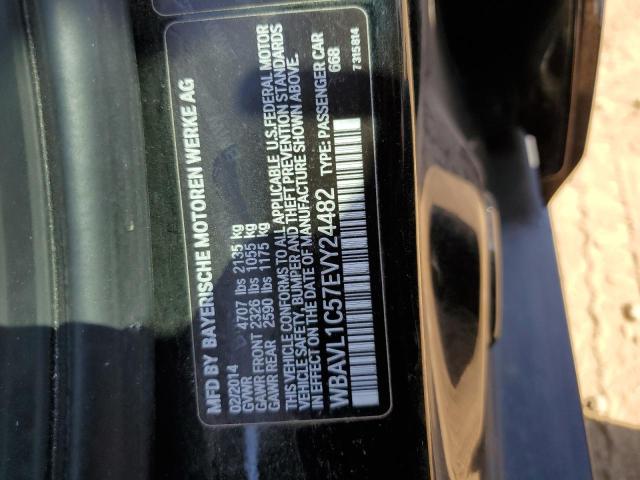 MFD BY BAYERISCHE MOTOREN WERKE AG
02/2014
GVWR 4707 lbs 2135 kg
GAWR FRONT 2326 lbs 1055 kg
GAWR REAR 2590 lbs 1175 kg
THIS VEHICLE CONFORMS TO ALL APPLICABLE U.S.FEDERAL MOTOR
VEHICLE SAFETY, BUMPER AND THEFT PREVENTION STANDARDS
IN EFFECT ON THE DATE OF MANUFACTURE SHOWN ABOVE.
WBAVL1C57EVY24482 TYPE: PASSENGER CAR
668
7315814